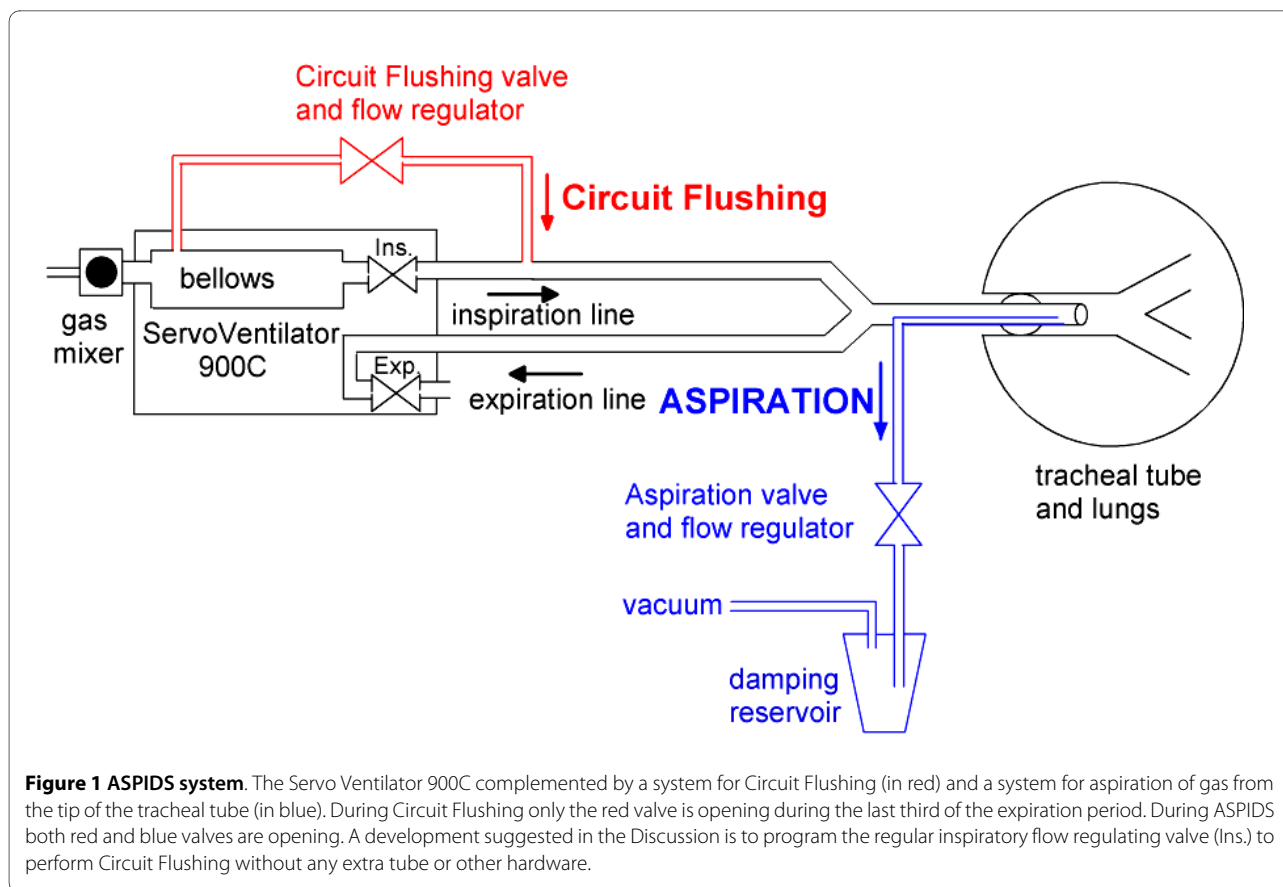 Circuit Flushing valve
and flow regulator
Circuit Flushing
Ins.
bellows
gas
mixer
ServoVentilator
900C
inspiration line
Exp.
expiration line
ASPIRATION
tracheal tube
and lungs
Aspiration valve
and flow regulator
vacuum
damping
reservoir
Figure 1 ASPIDS system. The Servo Ventilator 900C complemented by a system for Circuit Flushing (in red) and a system for aspiration of gas from
the tip of the tracheal tube (in blue). During Circuit Flushing only the red valve is opening during the last third of the expiration period. During ASPIDS
both red and blue valves are opening. A development suggested in the Discussion is to program the regular inspiratory flow regulating valve (Ins.) to
perform Circuit Flushing without any extra tube or other hardware.